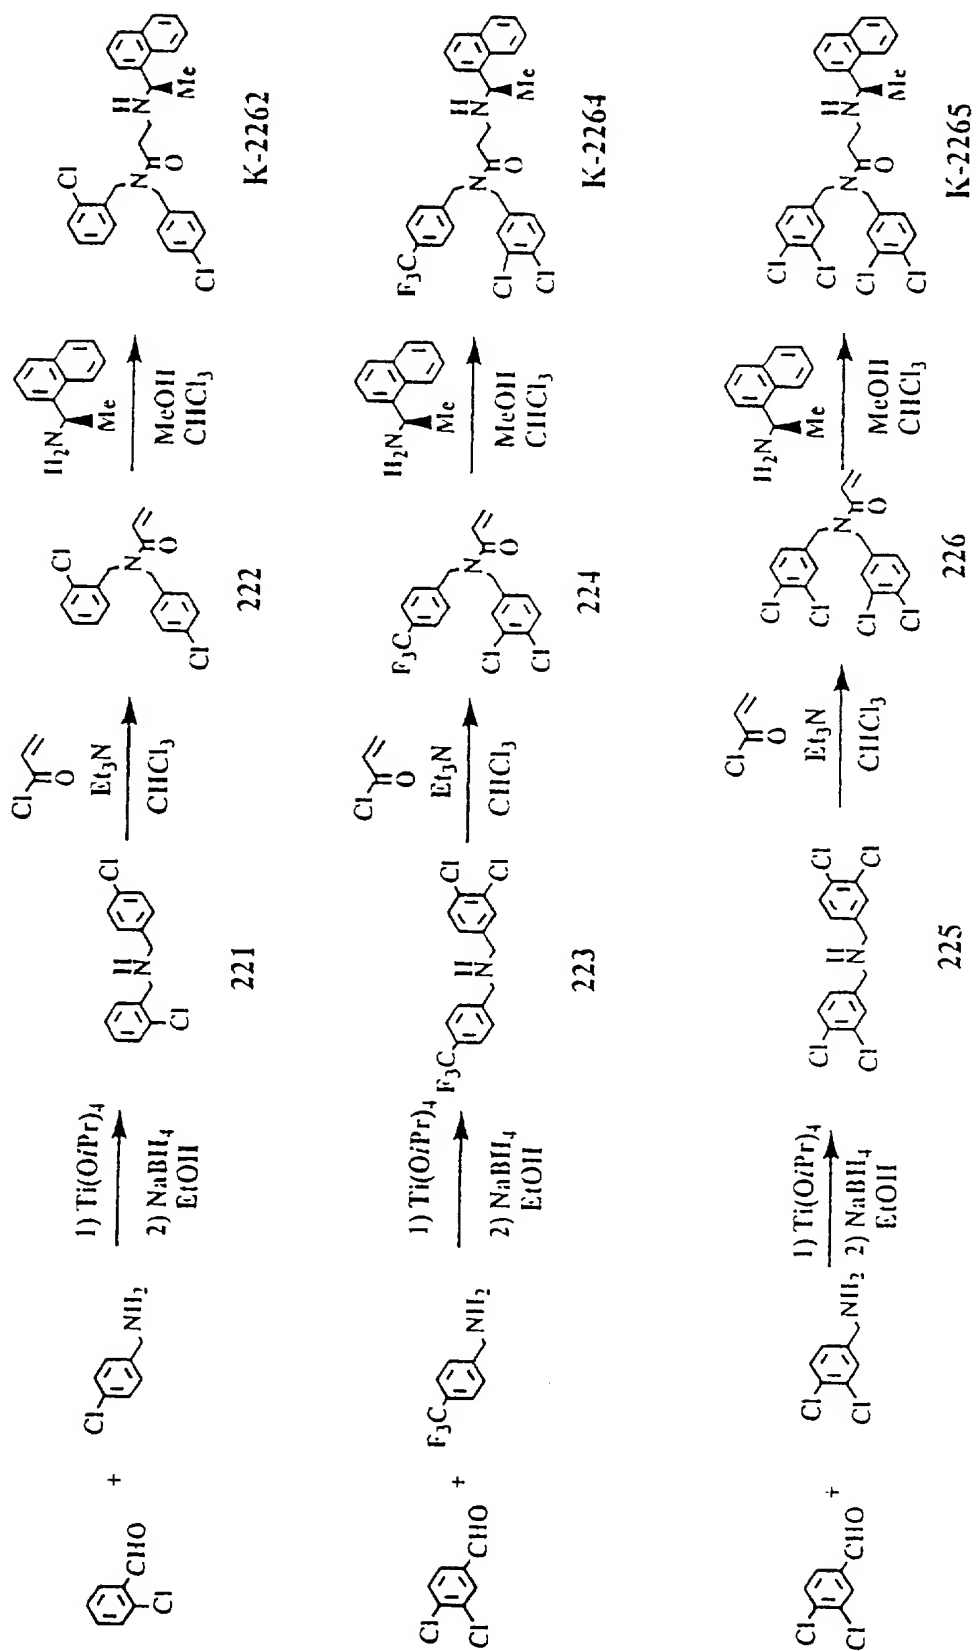 CHO
Cl
+
Cl
NH2
1) Ti(OiPr)4
2) NaBH4
EtOH
H
N
Cl
Cl
221
Cl
O
Et3N
CHCl3
Cl
N
O
Cl
222
H2N
Me
MeOH
CHCl3
Cl
N
O
H
N
Me
Cl
K-2262
Cl
Cl
CHO
+
F3C
NH2
1) Ti(OiPr)4
2) NaBH4
EtOH
F3C
H
N
Cl
Cl
223
Cl
O
Et3N
CHCl3
F3C
N
O
Cl
Cl
224
H2N
Me
MeOH
CHCl3
F3C
N
O
H
N
Me
Cl
Cl
K-2264
Cl
Cl
CHO
+
Cl
Cl
NH2
1) Ti(OiPr)4
2) NaBH4
EtOH
Cl
Cl
H
N
Cl
Cl
225
Cl
O
Et3N
CHCl3
Cl
Cl
N
O
Cl
Cl
226
H2N
Me
MeOH
CHCl3
Cl
Cl
N
O
H
N
Me
Cl
Cl
K-2265